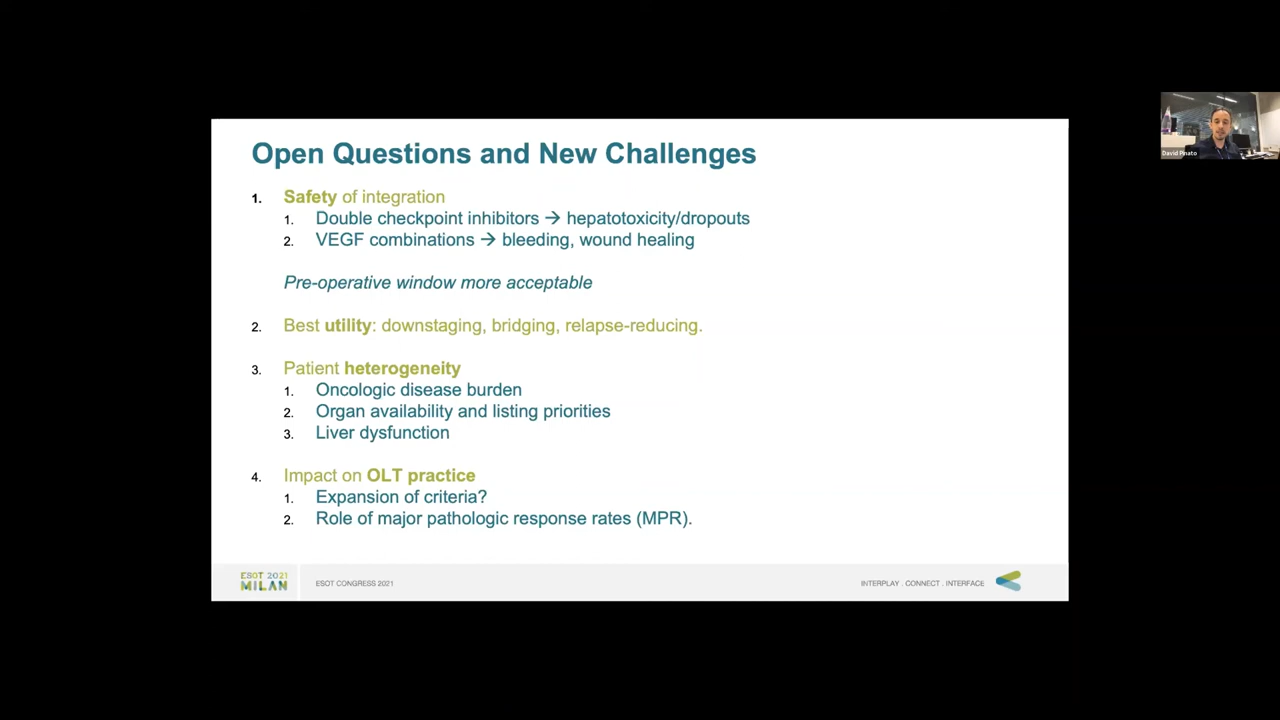 Open Questions and New Challenges
1. Safety of integration
1. Double checkpoint inhibitors → hepatotoxicity/dropouts
2. VEGF combinations → bleeding, wound healing
Pre-operative window more acceptable
2. Best utility: downstaging, bridging, relapse-reducing.
3. Patient heterogeneity
1. Oncologic disease burden
2. Organ availability and listing priorities
3. Liver dysfunction
4. Impact on OLT practice
1. Expansion of criteria?
2. Role of major pathologic response rates (MPR).
ESOT 2021
MILAN
ESOT CONGRESS 2021
INTERPLAY . CONNECT . INTERFACE
David Pinato